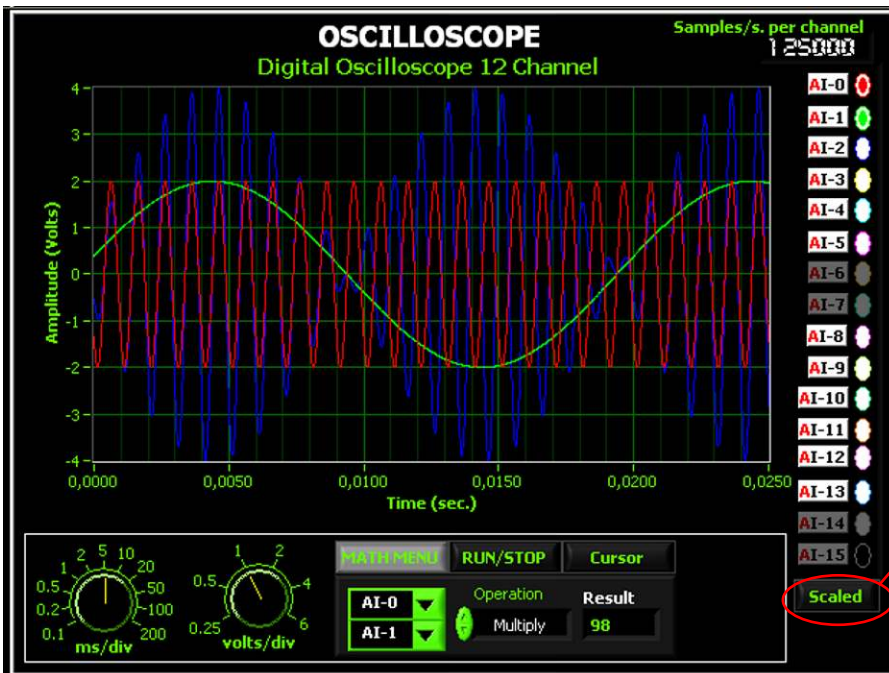 OSCILLOSCOPE
Samples/s. per channel
125000
Digital Oscilloscope 12 Channel
Amplitude (Volts)
4
3
2
1
0
-1
-2
-3
-4
0,0000 0,0050 0,0100 0,0150 0,0200 0,0250
Time (sec.)
AI-0
AI-1
AI-2
AI-3
AI-4
AI-5
AI-6
AI-7
AI-8
AI-9
AI-10
AI-11
AI-12
AI-13
AI-14
AI-15
Scaled
0.1 0.2 0.5 1 2 5 10 20 50 100 200
ms/div
0.25 0.5 1 2 4 6
volts/div
MATH MENU RUN/STOP Cursor
AI-0
AI-1
Operation
Multiply
Result
98